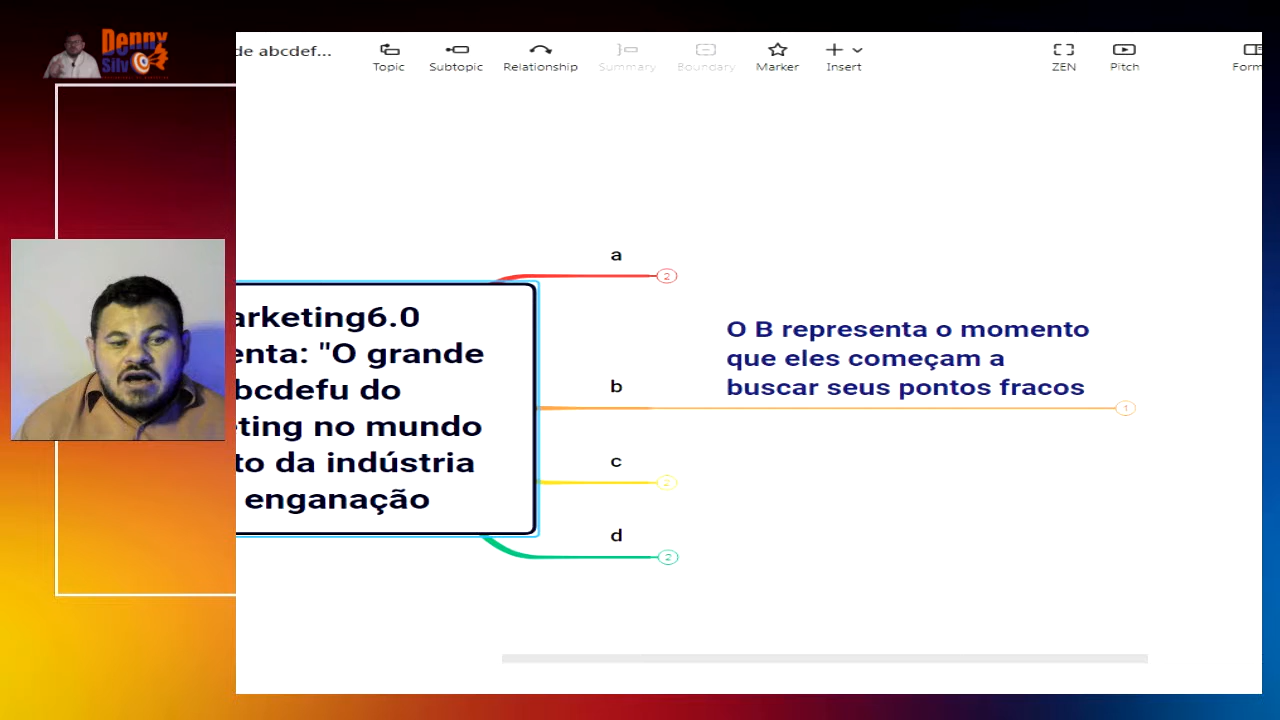 Denny
Silv
de abcdef...
Topic
Subtopic
Relationship
Summary
Boundary
Marker
Insert
ZEN
Pitch
Form
a
2
arketing6.0
enta: "O grande
bcdefu do
eting no mundo
to da indústria
enganação
O B representa o momento
que eles começam a
buscar seus pontos fracos
b
1
c
2
d
2